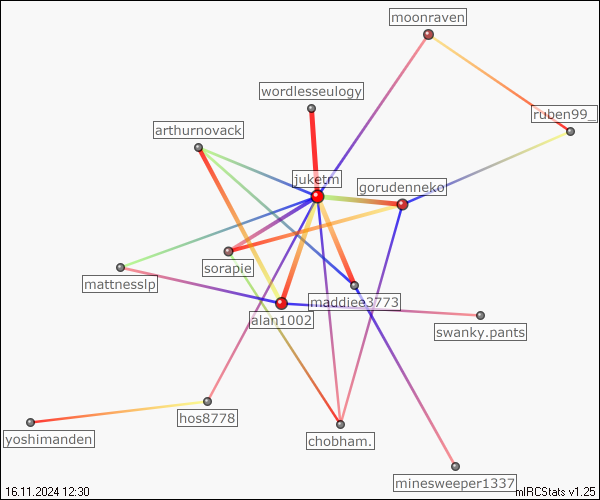 moonraven
wordlesseulogy
ruben99_
arthurnovack
juketm
gorudenneko
sorapie
mattnesslp
maddiee3773
alan1002
swanky.pants
hos8778
yoshimanden
chobham.
minesweeper1337
16.11.2024 12:30
mIRCStats v1.25